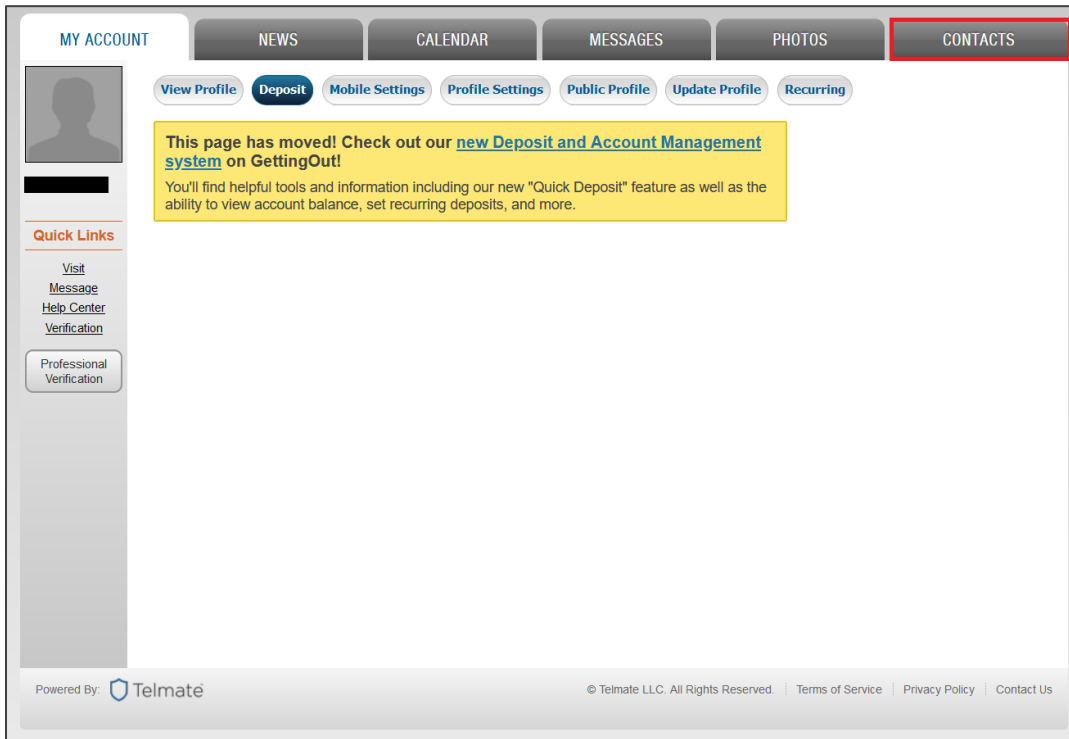 MY ACCOUNT NEWS CALENDAR MESSAGES PHOTOS CONTACTS
View Profile Deposit Mobile Settings Profile Settings Public Profile Update Profile Recurring
This page has moved! Check out our new Deposit and Account Management
system on GettingOut!
You'll find helpful tools and information including our new "Quick Deposit" feature as well as the
ability to view account balance, set recurring deposits, and more.
Quick Links
Visit
Message
Help Center
Verification
Professional
Verification
Powered By: Telmate © Telmate LLC. All Rights Reserved. Terms of Service Privacy Policy Contact Us